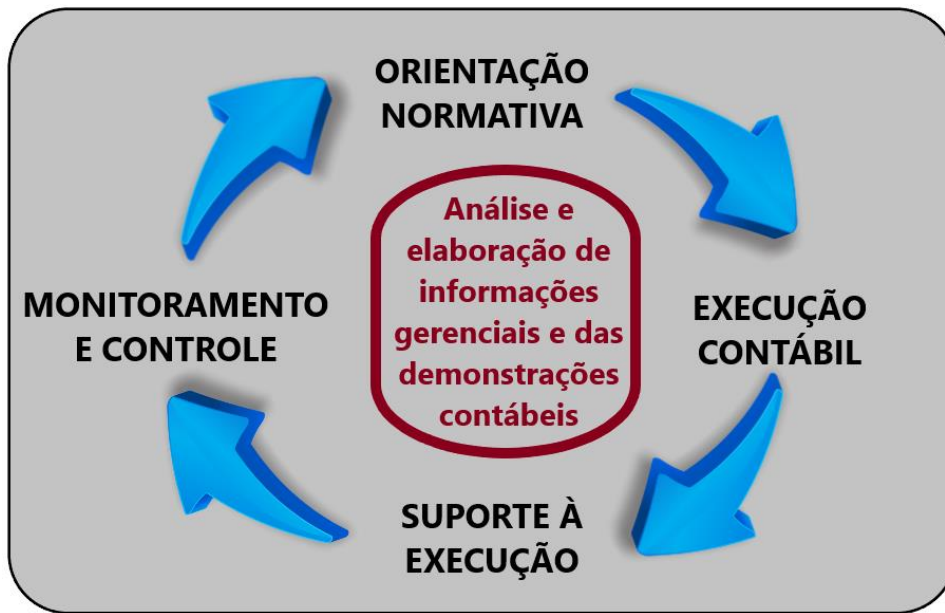 ORIENTAÇÃO
NORMATIVA
Análise e
elaboração de
informações
gerenciais e das
demonstrações
contábeis
MONITORAMENTO
E CONTROLE
EXECUÇÃO
CONTÁBIL
SUPORTE À
EXECUÇÃO